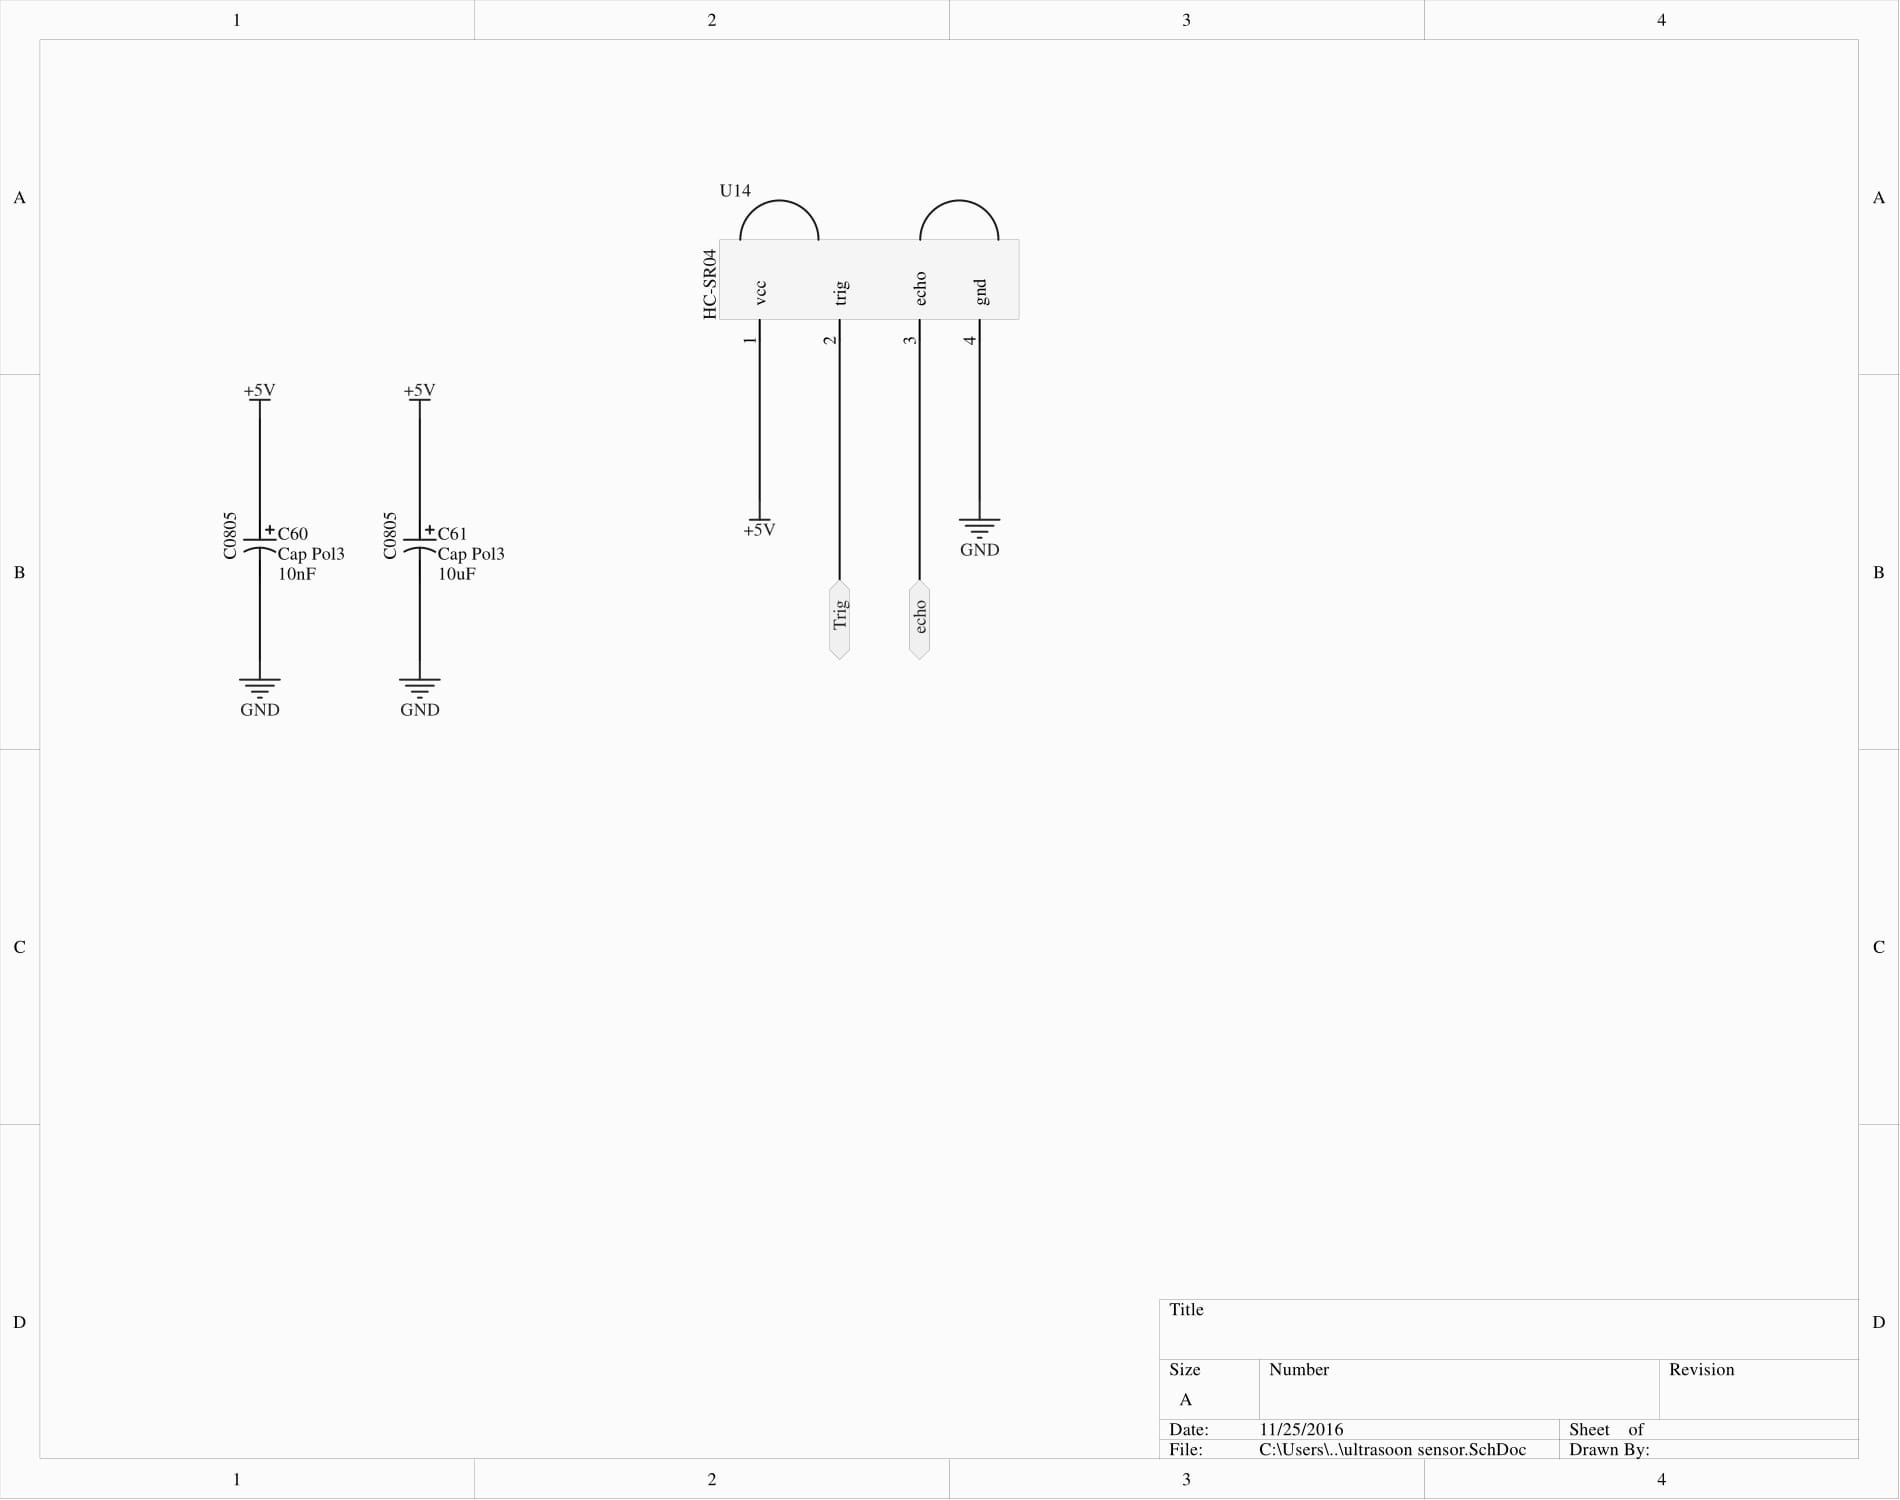 1 2 3 4
A A
U14
HC-SR04
vcc trig echo gnd
1 2 3 4
+5V +5V
C0805 C0805
+C60
Cap Pol3
10nF
+C61
Cap Pol3
10uF
+5V
GND
Trig echo
B B
GND GND
C C
D D
Title
Size Number Revision
A
Date: 11/25/2016 Sheet of
File: C:\Users\..\ultrasoon sensor.SchDoc Drawn By:
1 2 3 4